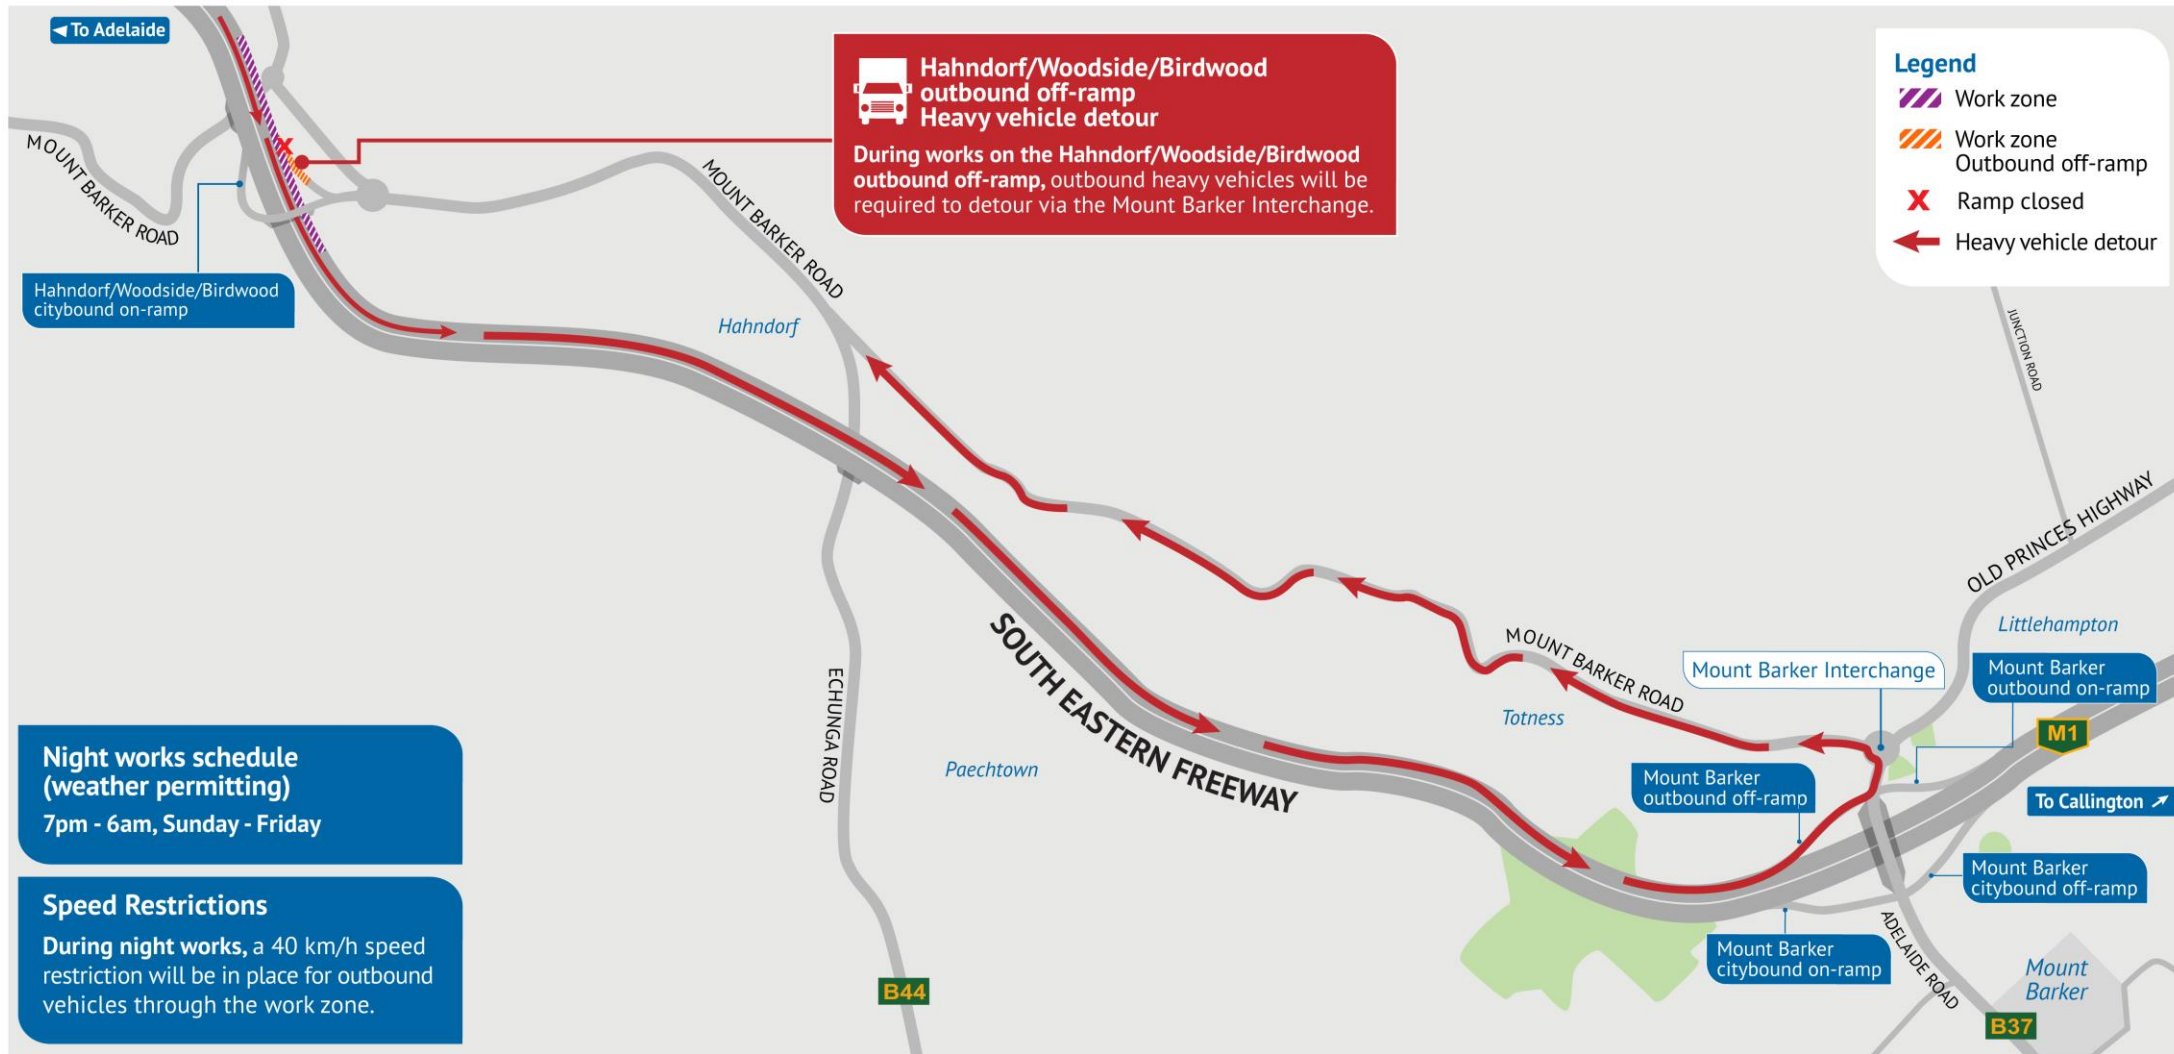 ◄ To Adelaide
Hahndorf/Woodside/Birdwood
outbound off-ramp
Heavy vehicle detour
During works on the Hahndorf/Woodside/Birdwood
outbound off-ramp, outbound heavy vehicles will be
required to detour via the Mount Barker Interchange.
Legend
Work zone
Work zone
Outbound off-ramp
X Ramp closed
Heavy vehicle detour
X
MOUNT BARKER ROAD
MOUNT BARKER ROAD
Hahndorf/Woodside/Birdwood
citybound on-ramp
Hahndorf
JUNCTION ROAD
OLD PRINCES HIGHWAY
Littlehampton
SOUTH EASTERN FREEWAY
MOUNT BARKER ROAD
Mount Barker Interchange
Mount Barker
outbound on-ramp
ECHUNGA ROAD
Paechtown
Totness
M1
Mount Barker
outbound off-ramp
To Callington ↗
Night works schedule
(weather permitting)
7pm - 6am, Sunday - Friday
Mount Barker
citybound off-ramp
Speed Restrictions
During night works, a 40 km/h speed
restriction will be in place for outbound
vehicles through the work zone.
Mount Barker
citybound on-ramp
ADELAIDE ROAD
Mount
Barker
B44
B37